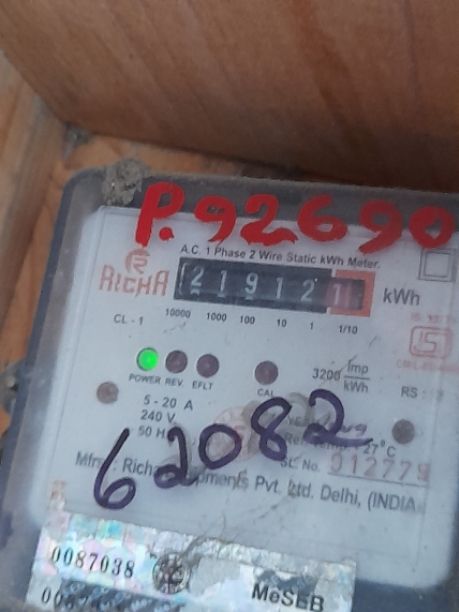 P.92690
A.C. 1 Phase 2 Wire Static kWh Meter.
RICHA
21912 kWh
CL - 1 10000 1000 100 10 1 1/10
POWER REV. EFLT CAL
3200 Imp/kWh
RS :
5 - 20 A
240 V
50 H
27°C
62082
SL. No. 912779
Pvt. Ltd. Delhi, (INDIA
0087038
MeSEB